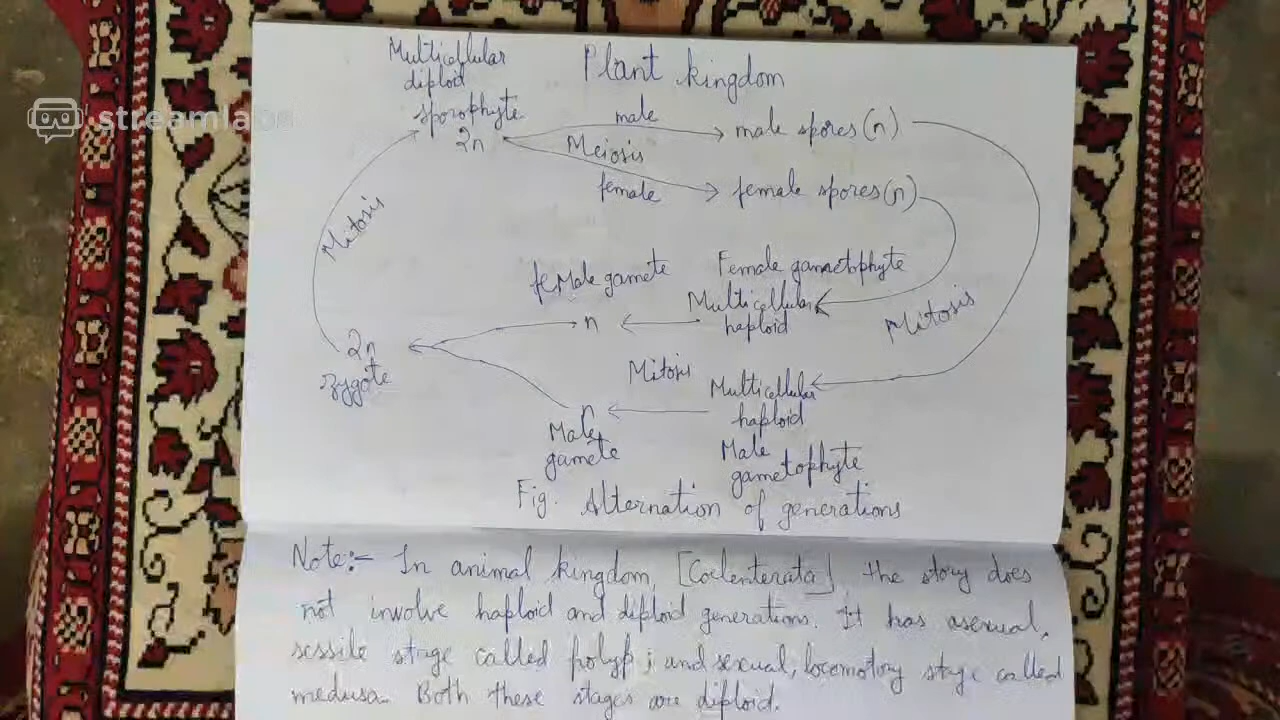 streamlabs
Plant kingdom
Multicellular
diploid
sporophyte
2n
male
Meiosis
female
male spores (n)
female spores (n)
Mitosis
female gamete
n
Female gametophyte
Multicellular
haploid
Mitosis
2n
zygote
Mitosis
Multicellular
haploid
n
Male
gamete
Male
gametophyte
Fig. Alternation of generations
Note:- In animal kingdom, [Coelenterata] the story does
not involve haploid and diploid generations. It has asexual,
sessile stage called polyp ; and sexual, locomotory stage called
medusa. Both these stages are diploid.